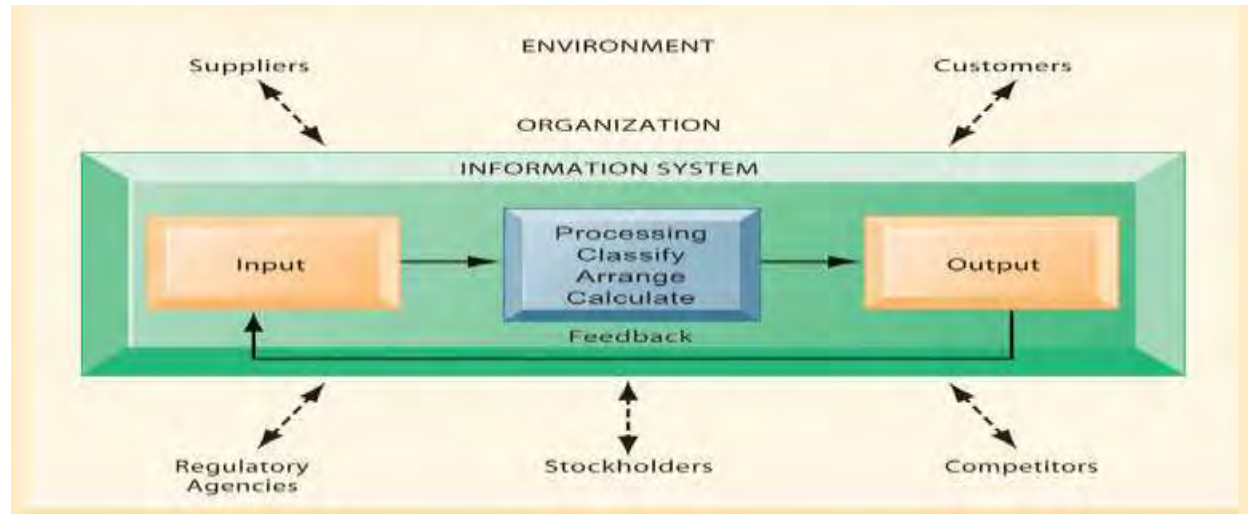 ENVIRONMENT
Suppliers
Customers
ORGANIZATION
INFORMATION SYSTEM
Input
Processing
Classify
Arrange
Calculate
Output
Feedback
Regulatory
Agencies
Stockholders
Competitors